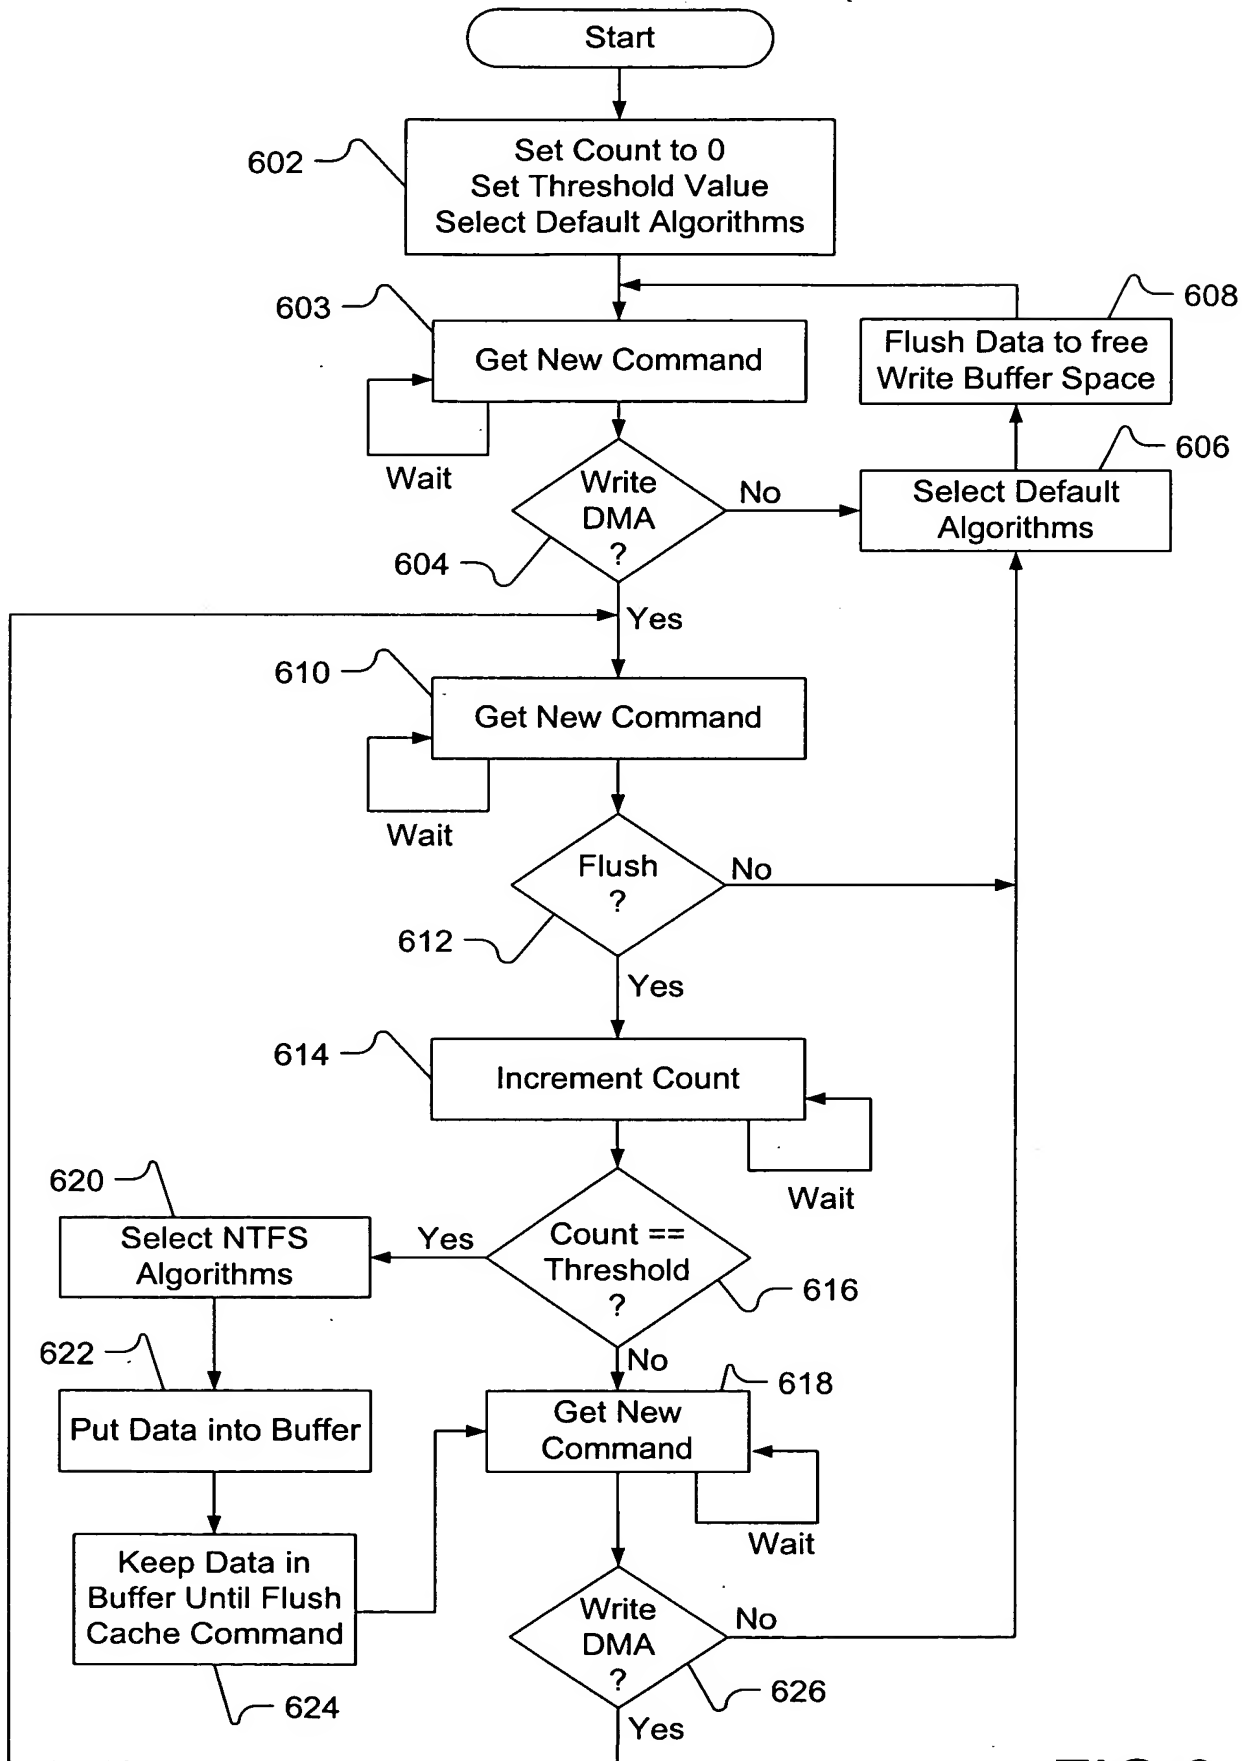 Start
602
Set Count to 0
Set Threshold Value
Select Default Algorithms
603
Get New Command
Wait
608
Flush Data to free
Write Buffer Space
606
Select Default
Algorithms
Write
DMA
?
No
604
Yes
610
Get New Command
Wait
Flush
?
No
612
Yes
614
Increment Count
Wait
620
Select NTFS
Algorithms
Yes
Count ==
Threshold
?
616
No
622
Put Data into Buffer
618
Get New
Command
Wait
Keep Data in
Buffer Until Flush
Cache Command
624
Write
DMA
?
No
626
Yes